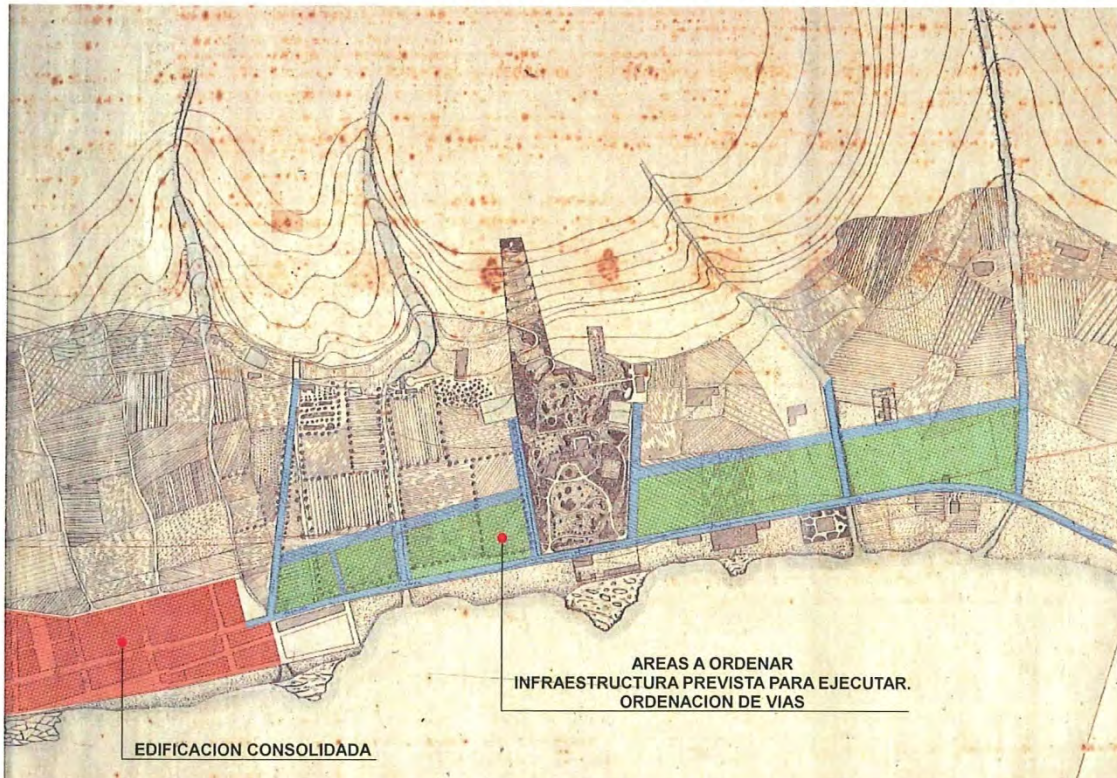 AREAS A ORDENAR
INFRAESTRUCTURA PREVISTA PARA EJECUTAR.
ORDENACION DE VIAS
EDIFICACION CONSOLIDADA